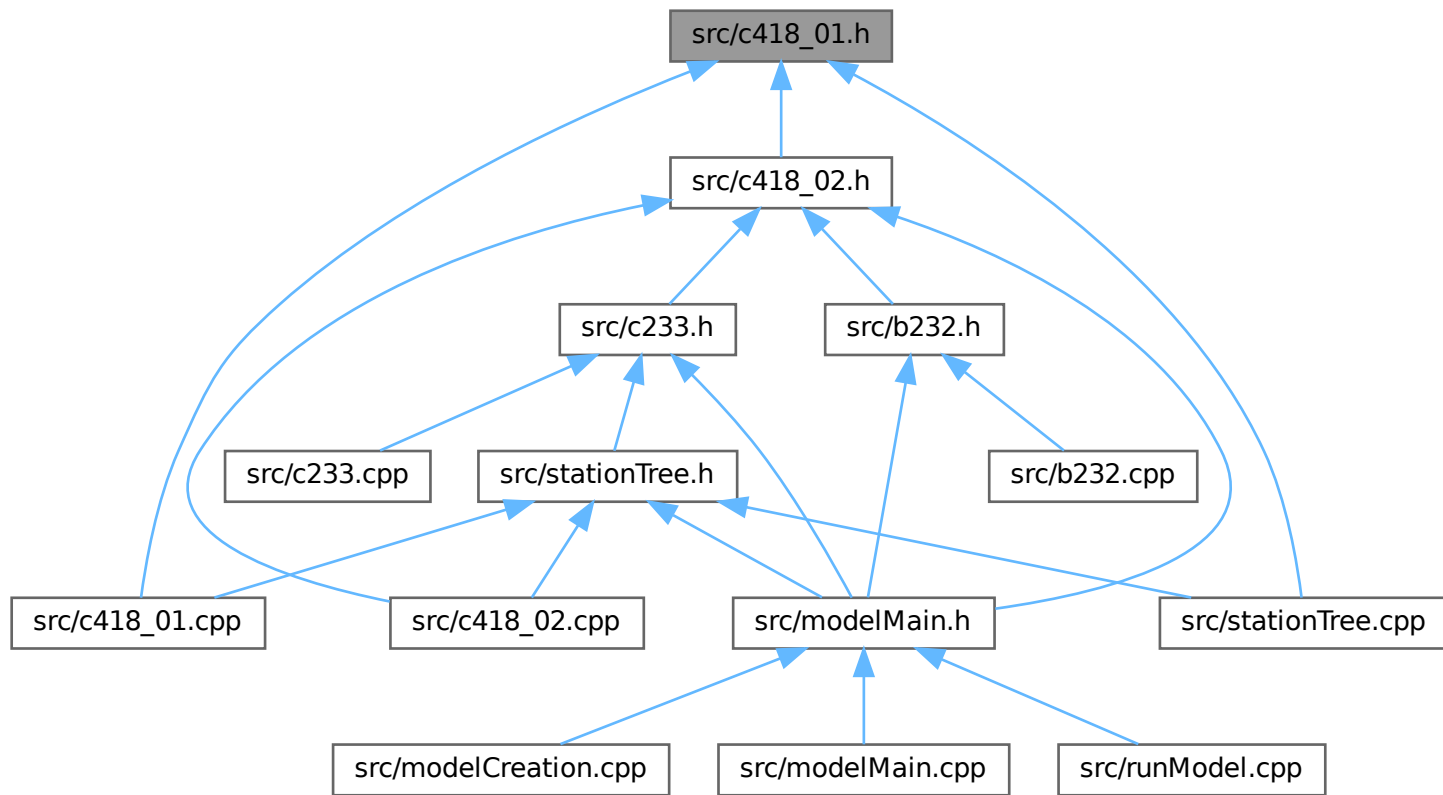 src/c418_01.h
src/c418_02.h
src/c233.h
src/b232.h
src/c233.cpp
src/stationTree.h
src/b232.cpp
src/c418_01.cpp
src/c418_02.cpp
src/modelMain.h
src/stationTree.cpp
src/modelCreation.cpp
src/modelMain.cpp
src/runModel.cpp